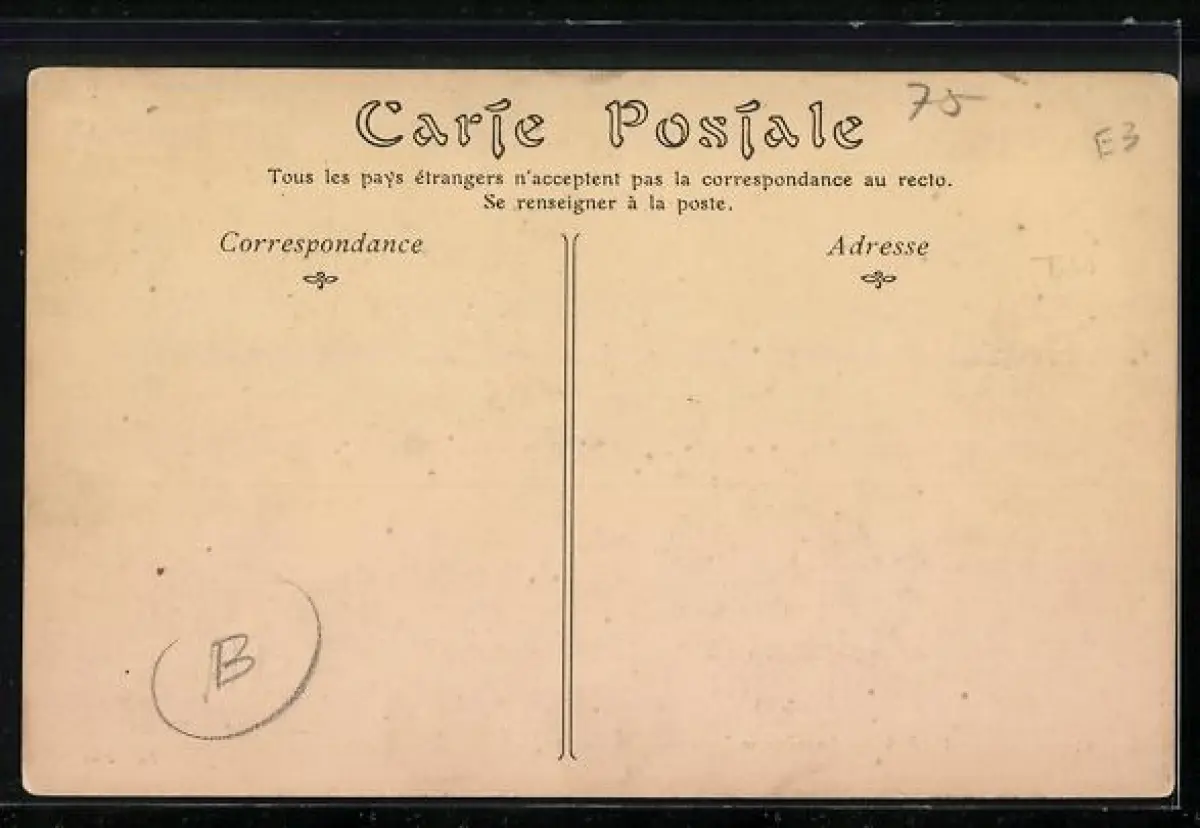 Carte Postale
75
E3
Tous les pays étrangers n'acceptent pas la correspondance au recto.
Se renseigner à la poste.
Correspondance
Adresse
B